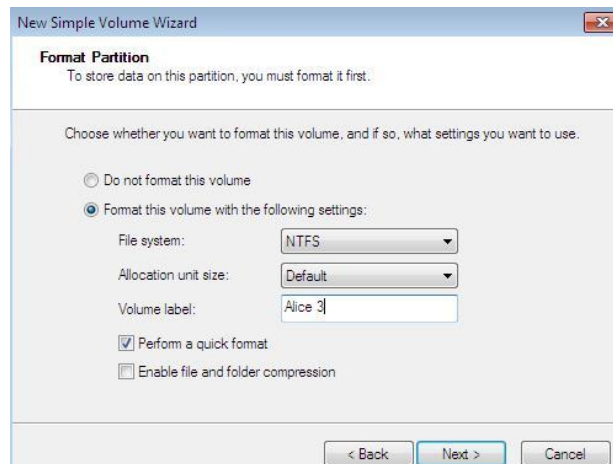 New Simple Volume Wizard
Format Partition
To store data on this partition, you must format it first.
Choose whether you want to format this volume, and if so, what settings you want to use.
Do not format this volume
Format this volume with the following settings:
File system: NTFS
Allocation unit size: Default
Volume label: Alice 3
Perform a quick format
Enable file and folder compression
< Back Next > Cancel